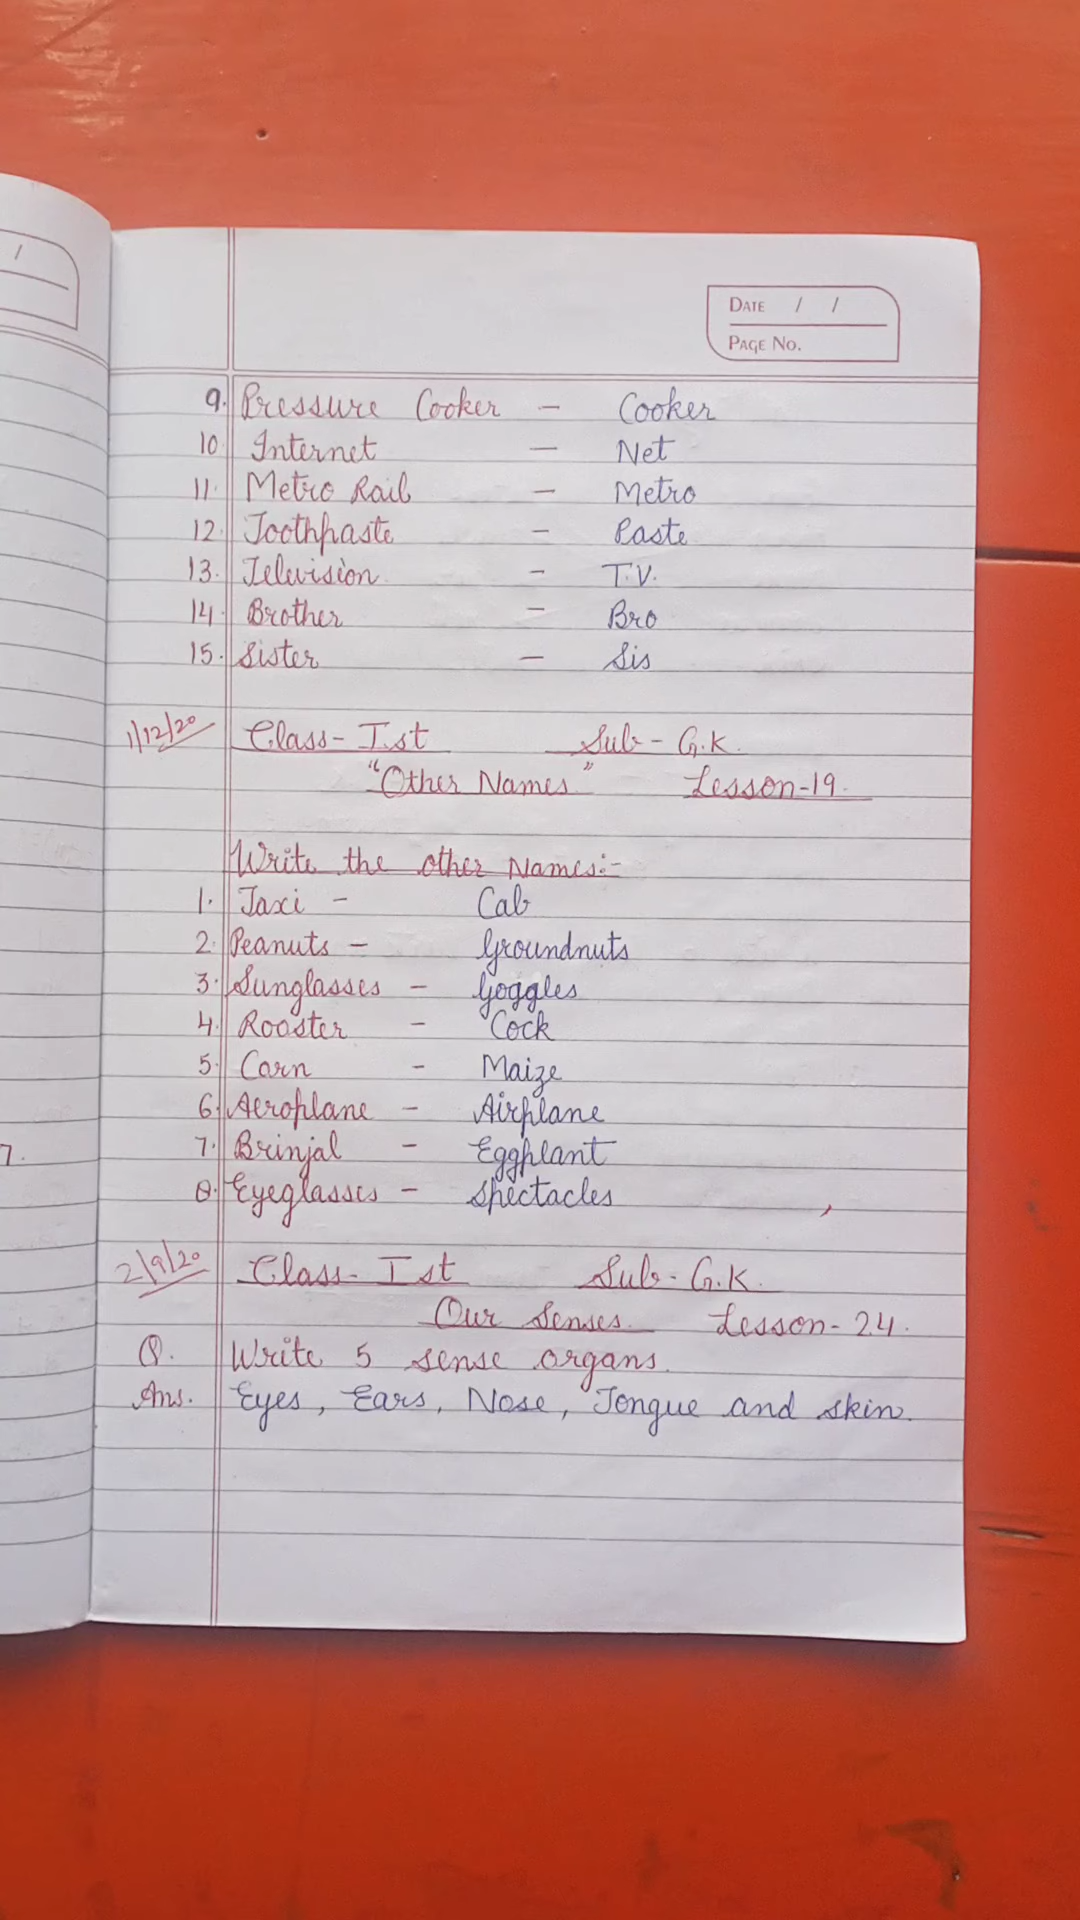 /
DATE / /
PAGE NO.
9. Pressure Cooker — Cooker
10 Internet — Net
11. Metro Rail — Metro
12. Toothpaste — Paste
13. Television — T.V.
14. Brother — Bro
15. Sister — Sis
1/12/20 Class-Ist Sub-G.K.
"Other Names" Lesson-19.
Write the other Names:-
1. Taxi - Cab
2. Peanuts - Groundnuts
3. Sunglasses - Goggles
4. Rooster - Cock
5. Corn - Maize
6. Aeroplane - Airplane
7. Brinjal - Eggplant
8. Eyeglasses - Spectacles
7.
2/9/20 Class-Ist Sub-G.K.
Our Senses. Lesson-24.
Q. Write 5 sense organs.
Ans. Eyes, Ears, Nose, Tongue and skin.